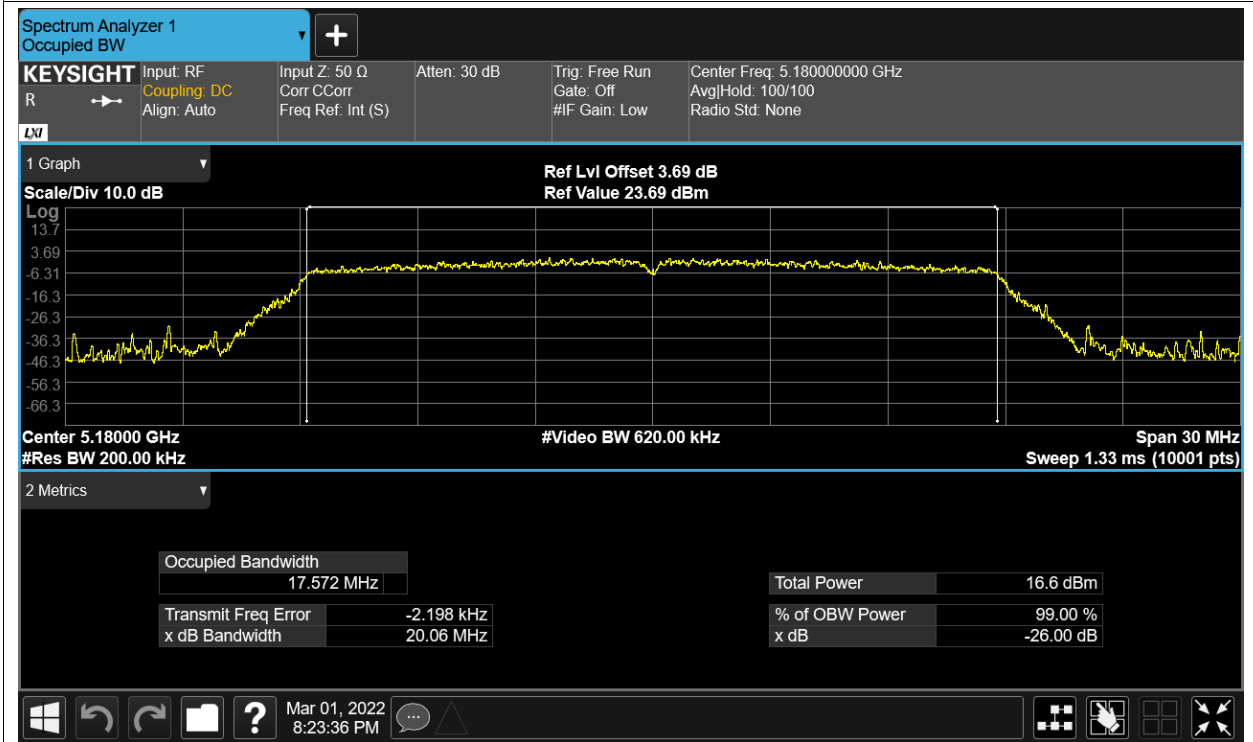 Spectrum Analyzer 1
Occupied BW
KEYSIGHT
R
LXI
Input: RF
Coupling: DC
Align: Auto
Input Z: 50 Ω
Corr CCorr
Freq Ref: Int (S)
Atten: 30 dB
Trig: Free Run
Gate: Off
#IF Gain: Low
Center Freq: 5.180000000 GHz
Avg|Hold: 100/100
Radio Std: None
1 Graph
Scale/Div 10.0 dB
Ref Lvl Offset 3.69 dB
Ref Value 23.69 dBm
Log
13.7
3.69
-6.31
-16.3
-26.3
-36.3
-46.3
-56.3
-66.3
Center 5.18000 GHz
#Video BW 620.00 kHz
Span 30 MHz
#Res BW 200.00 kHz
Sweep 1.33 ms (10001 pts)
2 Metrics
Occupied Bandwidth
17.572 MHz
Total Power 16.6 dBm
Transmit Freq Error -2.198 kHz
% of OBW Power 99.00 %
x dB Bandwidth 20.06 MHz
x dB -26.00 dB
?
Mar 01, 2022
8:23:36 PM